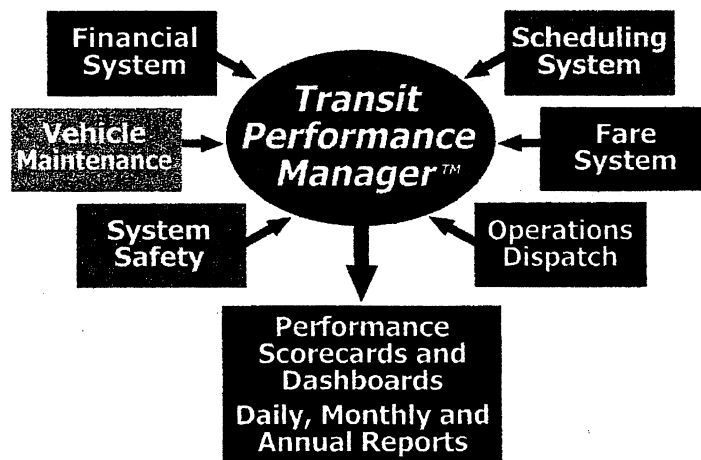 Financial
System
Scheduling
System
Transit
Performance
Manager™
Vehicle
Maintenance
Fare
System
System
Safety
Operations
Dispatch
Performance
Scorecards and
Dashboards
Daily, Monthly and
Annual Reports